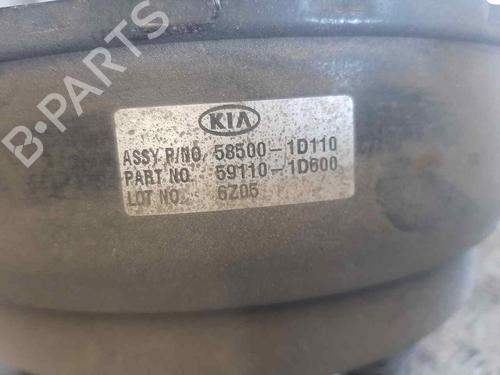 KIA
ASSY P/NO. 58500-1D110
PART NO. 59110-1D600
LOT NO. 6Z05
B-PARTS